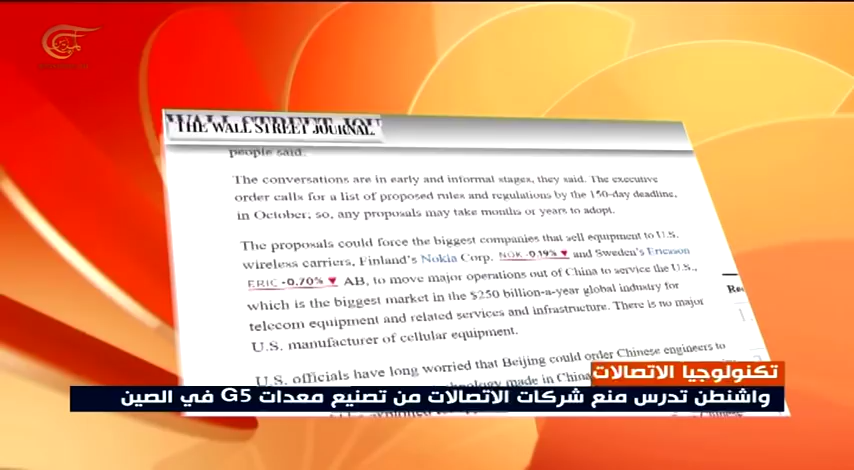 THE WALL STREET JOURNAL.
people said.
The conversations are in early and informal stages, they said. The executive
order calls for a list of proposed rules and regulations by the 150-day deadline,
in October; so, any proposals may take months or years to adopt.
The proposals could force the biggest companies that sell equipment to U.S.
wireless carriers, Finland's Nokia Corp. NOK -0.19% ▼ and Sweden's Ericsson
ERIC -0.70% ▼ AB, to move major operations out of China to service the U.S.,
which is the biggest market in the $250 billion-a-year global industry for
telecom equipment and related services and infrastructure. There is no major
U.S. manufacturer of cellular equipment.
U.S. officials have long worried that Beijing could order Chinese engineers to
made in China
تكنولوجيا الاتصالات
واشنطن تدرس منع شركات الاتصالات من تصنيع معدات G5 في الصين